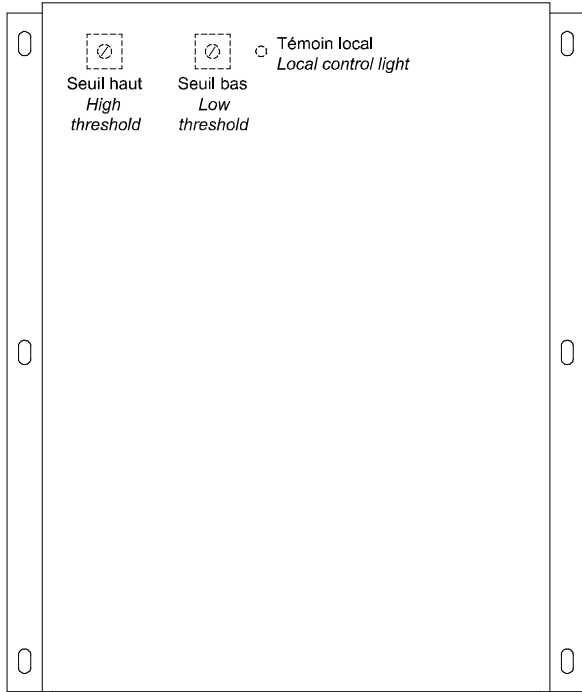 Seuil haut
High
threshold
Seuil bas
Low
threshold
Témoin local
Local control light